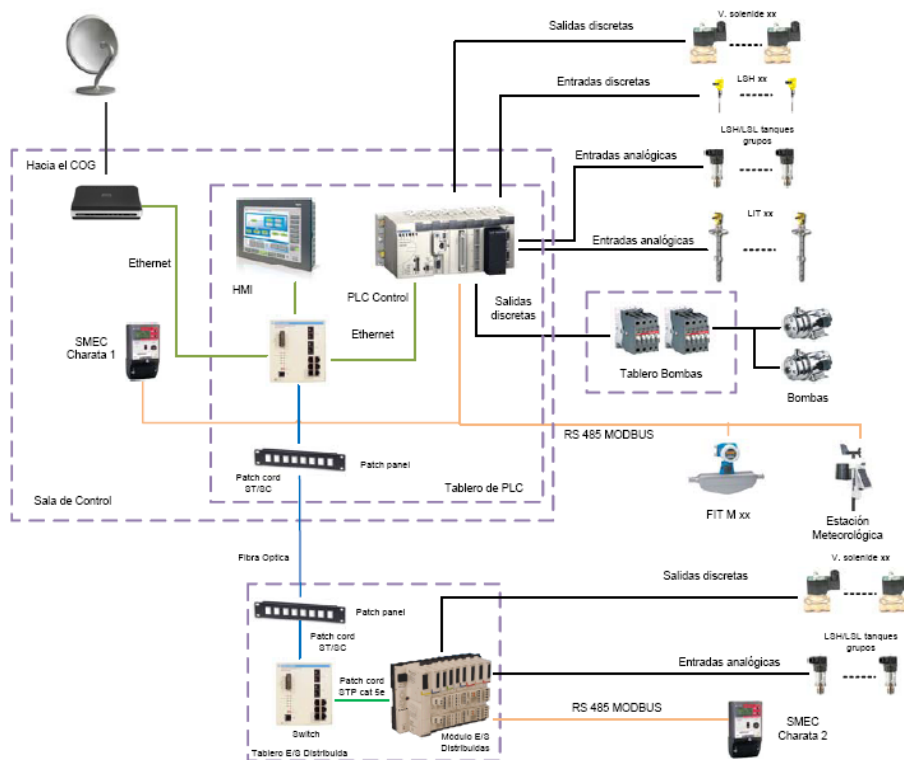 V. solenide xx
Salidas discretas
Entradas discretas
LSH xx
LSH/LSL tanques
grupos
Entradas analógicas
Hacia el COG
LIT xx
Entradas analógicas
Ethernet
HMI
PLC Control
Salidas
discretas
Ethernet
SMEC
Charata 1
Tablero Bombas
Bombas
RS 485 MODBUS
Patch panel
Patch cord
ST/SC
Tablero de PLC
Sala de Control
FIT M xx
Estación
Meteorológica
Fibra Optica
V. solenide xx
Salidas discretas
Patch panel
Patch cord
ST/SC
LSH/LSL tanques
grupos
Entradas analógicas
Patch cord
STP cat 5e
RS 485 MODBUS
SMEC
Charata 2
Switch
Módulo E/S
Distribuidas
Tablero E/S Distribuida